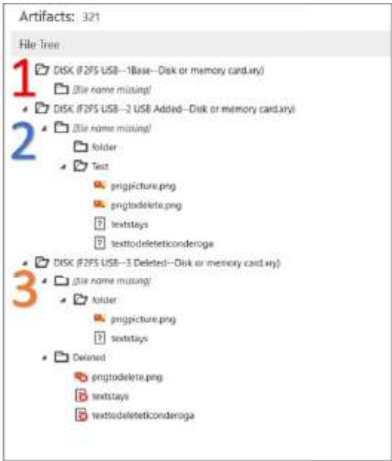 Artifacts: 321
File Tree
1
DISK (F2FS USB--1Base--Disk or memory card.xry)
[file name missing]
DISK (F2FS USB--2 USB Added--Disk or memory card.xry)
2
[file name missing]
folder
Test
pngpicture.png
pngtodelete.png
textstays
texttodeleteticonderoga
DISK (F2FS USB--3 Deleted--Disk or memory card.xry)
3
[file name missing]
folder
pngpicture.png
textstays
Deleted
pngtodelete.png
textstays
texttodeleteticonderoga